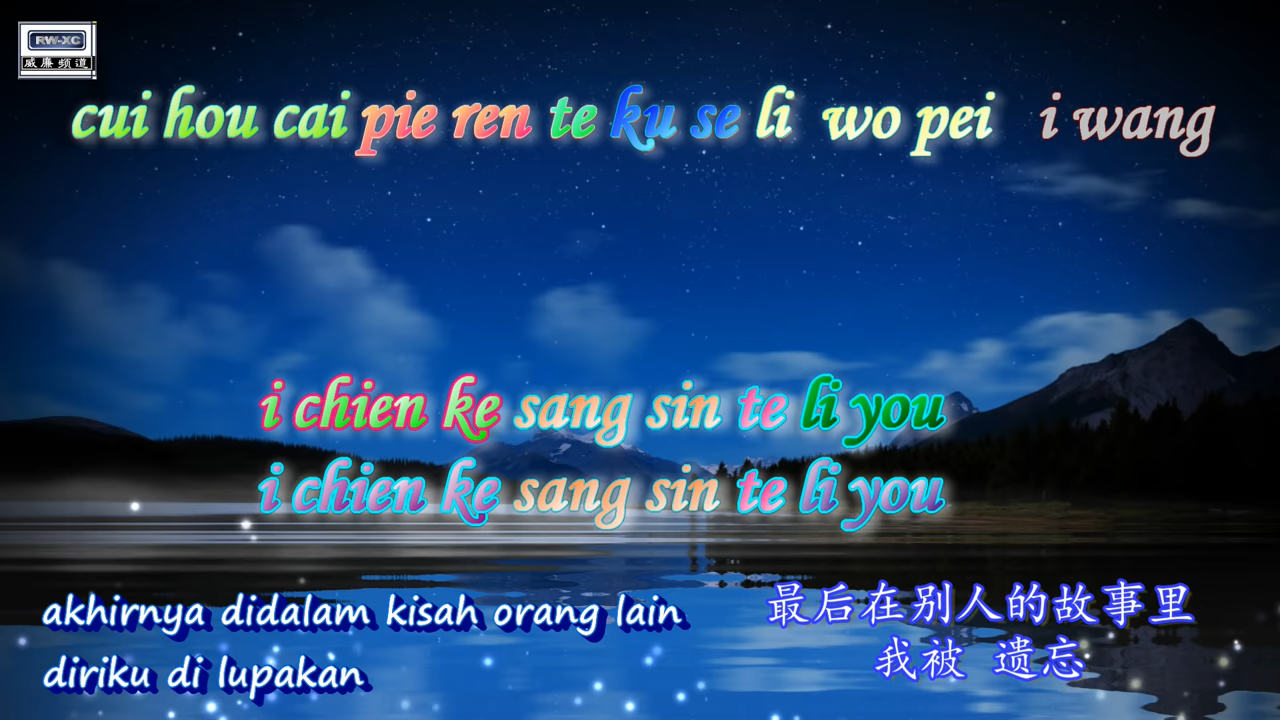 RW-XC
威廉频道
cui hou cai pie ren te ku se li wo pei i wang
i chien ke sang sin te li you
i chien ke sang sin te li you
akhirnya didalam kisah orang lain
diriku di lupakan
最后在别人的故事里
我被 遗忘